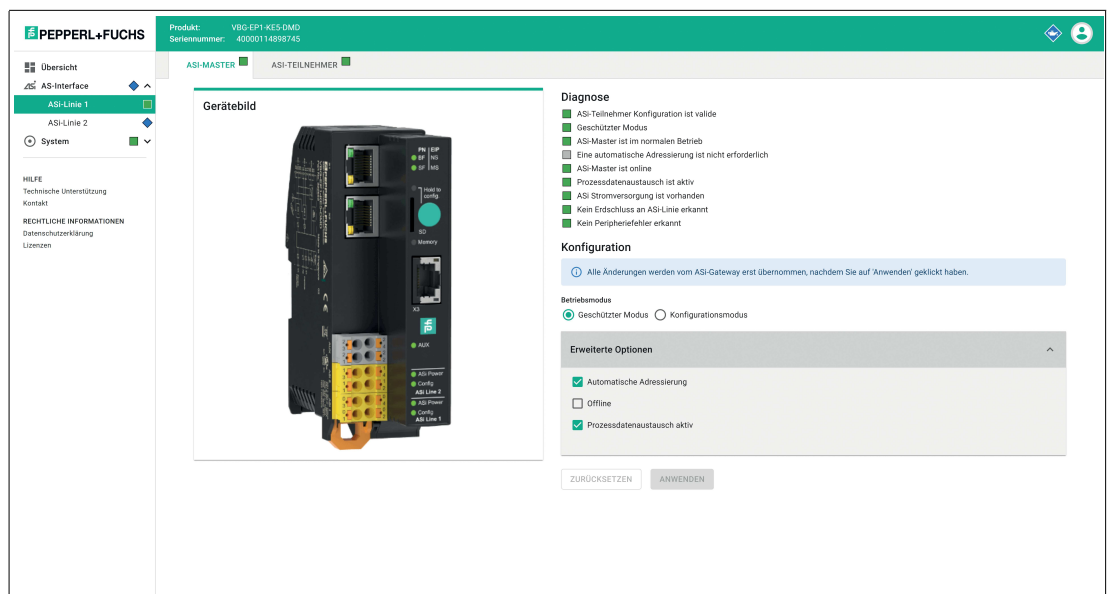 PEPPERL+FUCHS
Produkt: VBG-EP1-KE5-DMD
Seriennummer: 40000114898745
Übersicht
AS-Interface
ASi-Linie 1
ASi-Linie 2
System
HILFE
Technische Unterstützung
Kontakt
RECHTLICHE INFORMATIONEN
Datenschutzerklärung
Lizenzen
ASI-MASTER
ASI-TEILNEHMER
Gerätebild
PN EIP
SF NS
SF MS
Hold to
config.
SD
Memory
X3
AUX
ASi Power
Config
ASi Line 2
ASi Power
Config
ASi Line 1
PEPPERL+FUCHS
Diagnose
ASi-Teilnehmer Konfiguration ist valide
Geschützter Modus
ASi-Master ist im normalen Betrieb
Eine automatische Adressierung ist nicht erforderlich
ASi-Master ist online
Prozessdatenaustausch ist aktiv
ASi Stromversorgung ist vorhanden
Kein Erdschluss an ASi-Linie erkannt
Kein Peripheriefehler erkannt
Konfiguration
Alle Änderungen werden vom ASi-Gateway erst übernommen, nachdem Sie auf 'Anwenden' geklickt haben.
Betriebsmodus
Geschützter Modus Konfigurationsmodus
Erweiterte Optionen
Automatische Adressierung
Offline
Prozessdatenaustausch aktiv
ZURÜCKSETZEN ANWENDEN